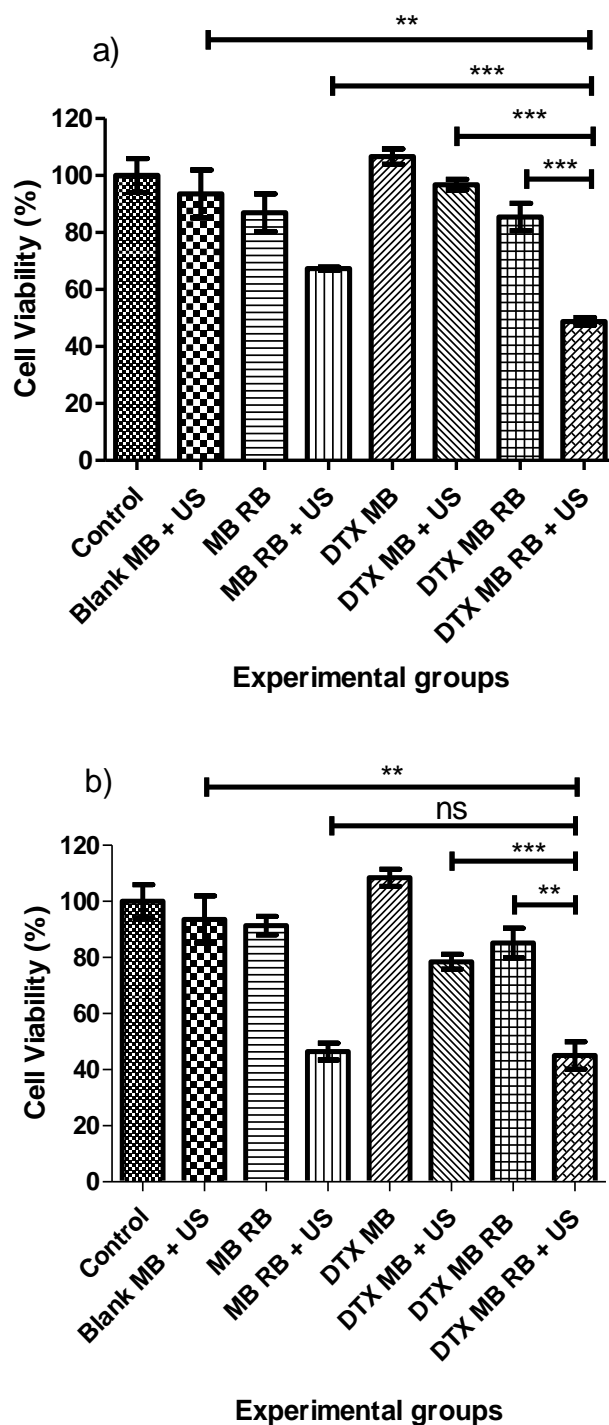 a)
**
***
***
***
120
100
80
60
40
20
0
Cell Viability (%)
Control
Blank MB + US
MB RB
MB RB + US
DTX MB
DTX MB + US
DTX MB RB
DTX MB RB + US
Experimental groups
b)
**
ns
***
**
120
100
80
60
40
20
0
Cell Viability (%)
Control
Blank MB + US
MB RB
MB RB + US
DTX MB
DTX MB + US
DTX MB RB
DTX MB RB + US
Experimental groups